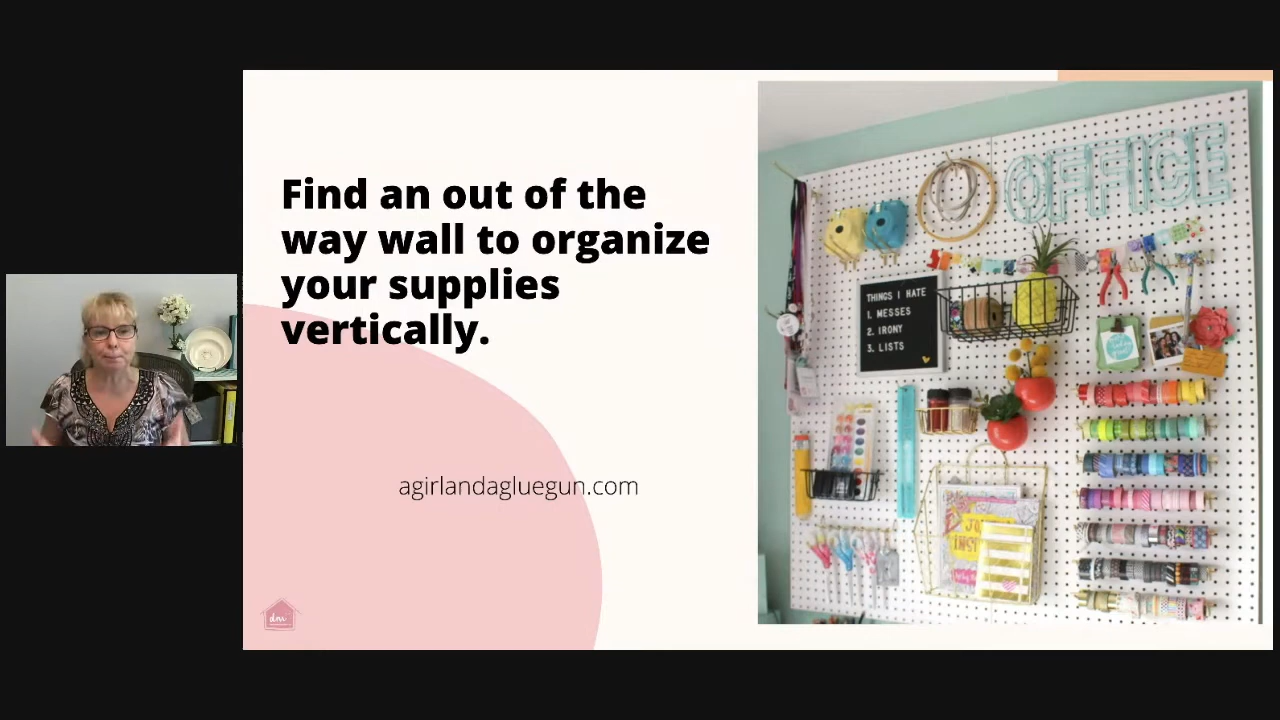 Find an out of the
way wall to organize
your supplies
vertically.
agirlandagluegun.com
dm
OFFICE
THINGS I HATE
1. MESSES
2. IRONY
3. LISTS